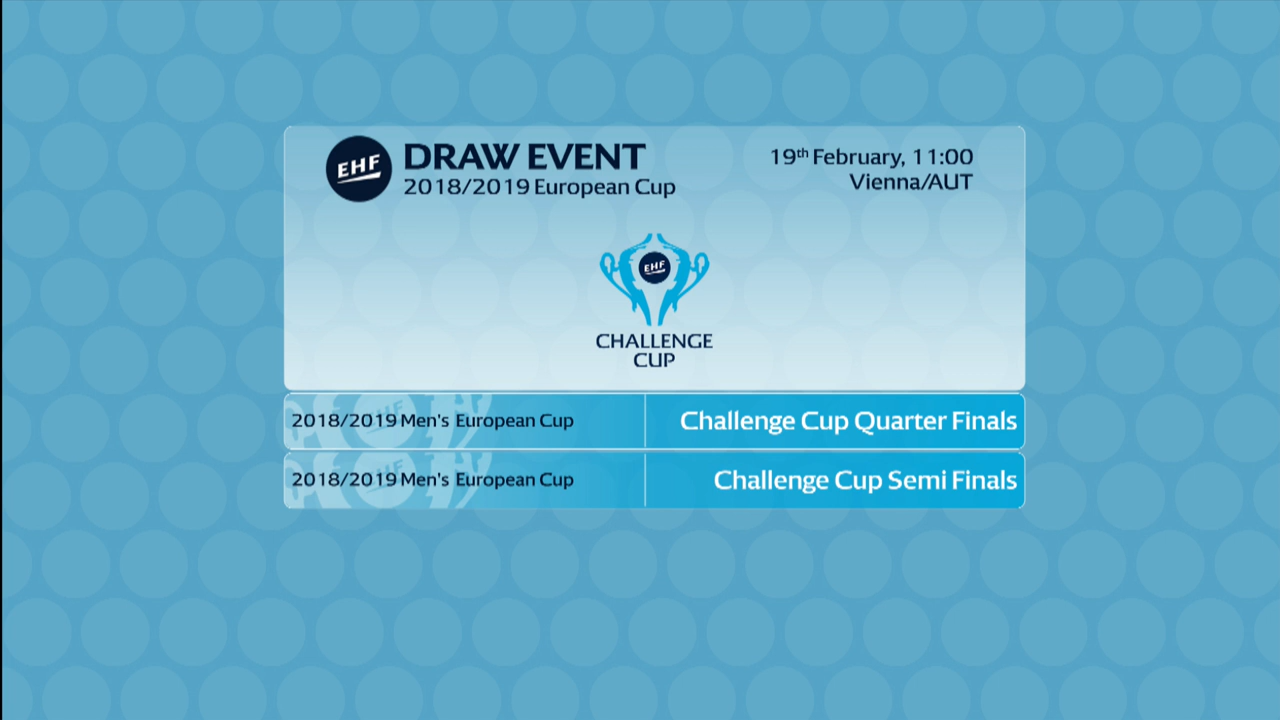 EHF
DRAW EVENT
2018/2019 European Cup
19th February, 11:00
Vienna/AUT
EHF
CHALLENGE
CUP
2018/2019 Men's European Cup
Challenge Cup Quarter Finals
2018/2019 Men's European Cup
Challenge Cup Semi Finals